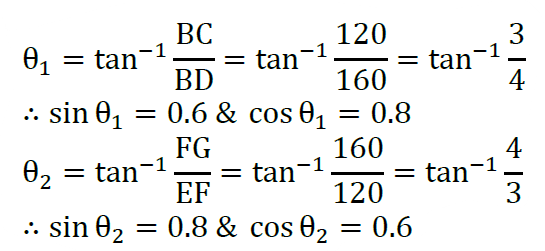 θ₁ = tan⁻¹ BC/BD = tan⁻¹ 120/160 = tan⁻¹ 3/4
∴ sin θ₁ = 0.6 & cos θ₁ = 0.8
θ₂ = tan⁻¹ FG/EF = tan⁻¹ 160/120 = tan⁻¹ 4/3
∴ sin θ₂ = 0.8 & cos θ₂ = 0.6